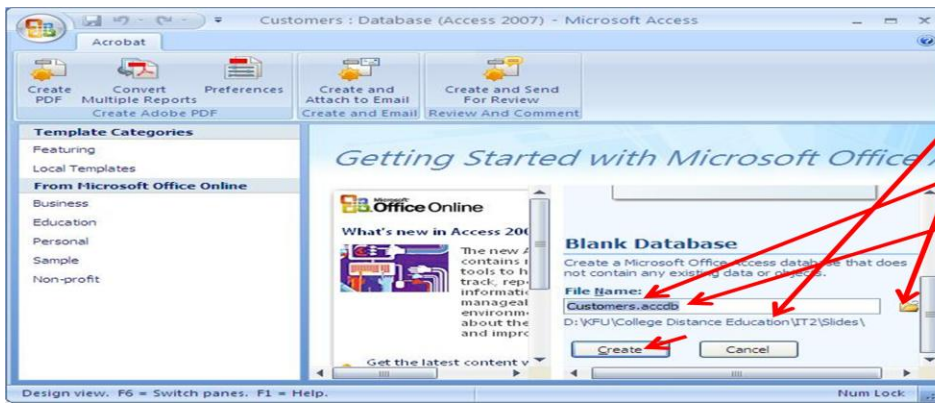 Customers : Database (Access 2007) - Microsoft Access
Acrobat
Create PDF
Convert Multiple Reports
Preferences
Create and Attach to Email
Create and Send For Review
Create Adobe PDF
Create and Email
Review And Comment
Template Categories
Featuring
Local Templates
From Microsoft Office Online
Business
Education
Personal
Sample
Non-profit
Getting Started with Microsoft Office
Microsoft
Office Online
What's new in Access 200
The new A
contains
tools to h
track, rep
informatio
manageal
environm
about the
and impro
Get the latest content
Blank Database
Create a Microsoft Office Access database that does
not contain any existing data or objects.
File Name:
Customers.accdb
D:\KFU\College Distance Education\IT2\Slides\
Create
Cancel
Design view. F6 = Switch panes. F1 = Help.
Num Lock